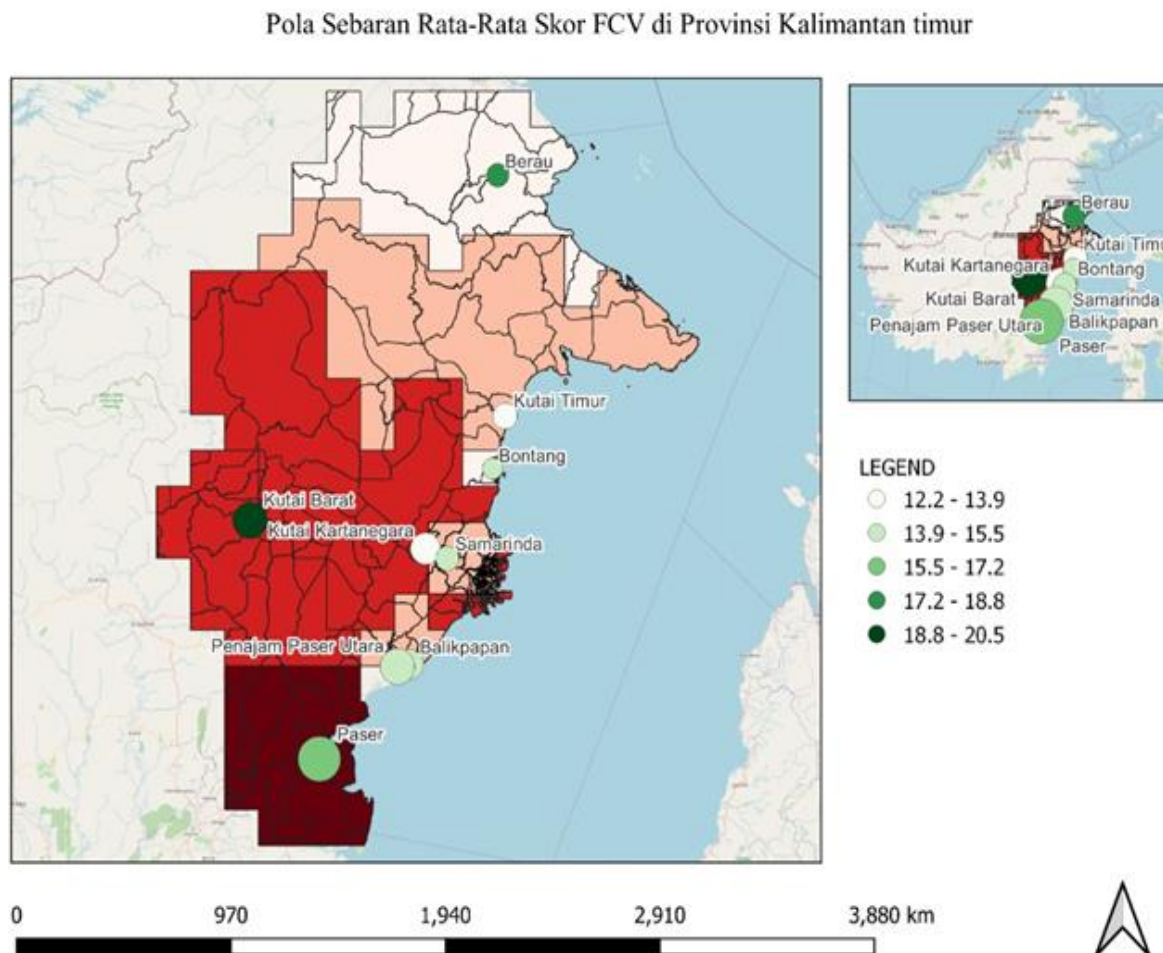 Pola Sebaran Rata-Rata Skor FCV di Provinsi Kalimantan timur
Berau
Kutai Timur
Bontang
Kutai Barat
Kutai Kartanegara
Samarinda
Penajam Paser Utara
Balikpapan
Paser
Berau
Kutai Timu
Kutai Kartanegara
Bontang
Kutai Barat
Samarinda
Penajam Paser Utara
Balikpapan
Paser
LEGEND
12.2 - 13.9
13.9 - 15.5
15.5 - 17.2
17.2 - 18.8
18.8 - 20.5
0 970 1,940 2,910 3,880 km